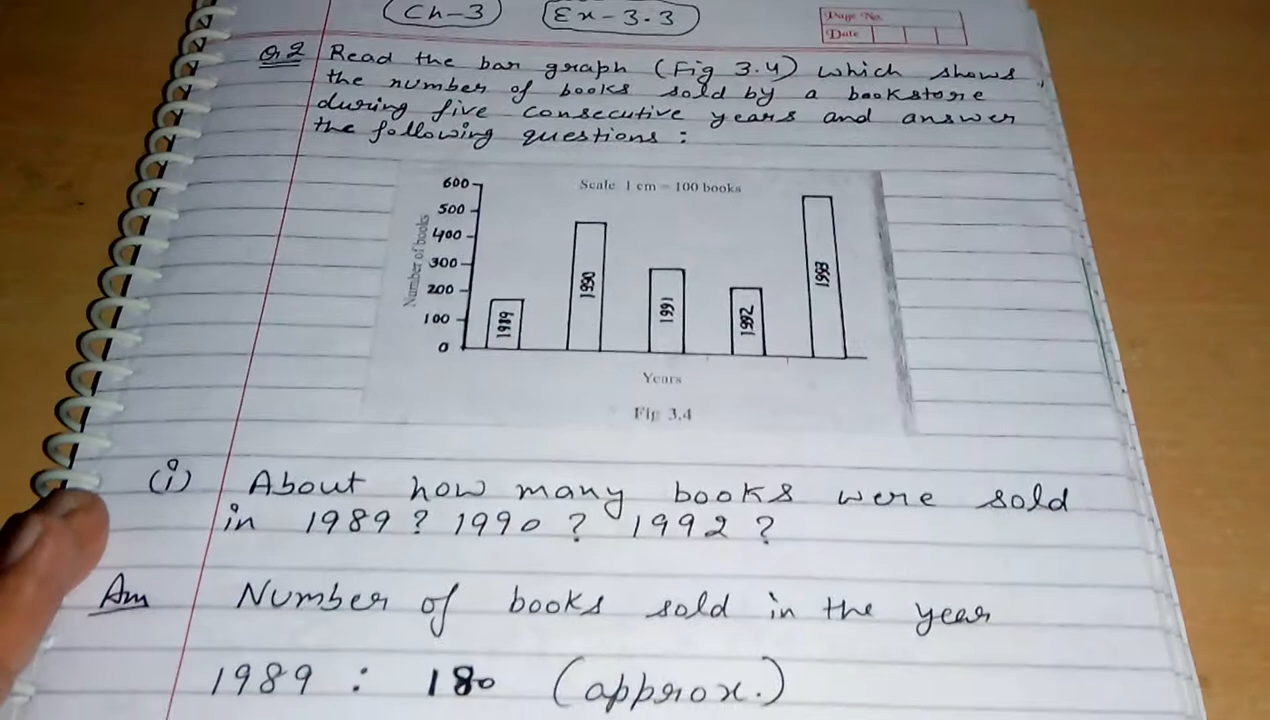 Ch-3 Ex-3.3
Page No.
Date
Q.2 Read the bar graph (Fig 3.4) which shows
the number of books sold by a bookstore
during five consecutive years and answer
the following questions :
Scale 1 cm = 100 books
600
500
400
300
200
100
0
Number of books
1989
1990
1991
1992
1993
Years
Fig 3.4
(i) About how many books were sold
in 1989 ? 1990 ? 1992 ?
Ans Number of books sold in the year
1989 : 180 (approx.)